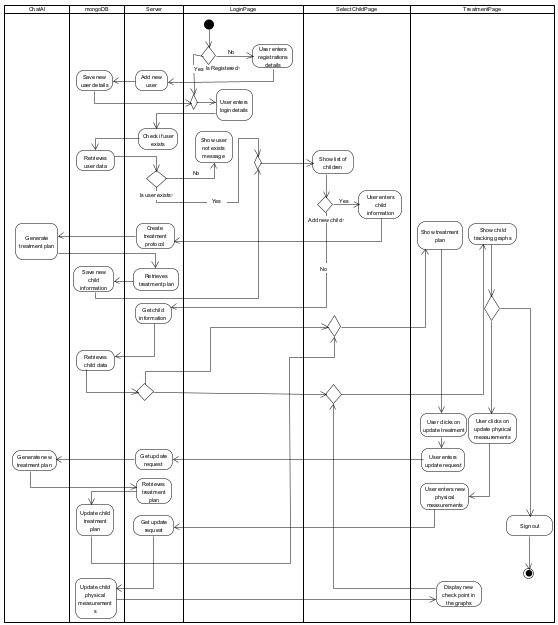 ChatAI
mongoDB
Server
LoginPage
SelectChildPage
TreatmentPage
No
User enters
registrations
details
Yes
Is Registered?
Save new
user details
Add new
user
User enters
login details
Check if user
exists
Show user
not exists
message
Retrieves
user data
No
Is user exists?
Yes
Show list of
children
Yes
User enters
child
information
Add new child?
Generate
treatment plan
Create
treatment
protocol
Show treatment
plan
Show child
tracking graphs
No
Save new
child
information
Retrieves
treatment plan
Get child
information
Retrieves
child data
User clicks on
update treatment
User clicks on
update physical
measurements
Generate new
treatment plan
Get update
request
User enters
update request
Retrieves
treatment
plan
User enters new
physical
measurements
Update child
treatment
plan
Get update
request
Sign out
Update child
physical
measurement
s
Display new
check point in
the graphs